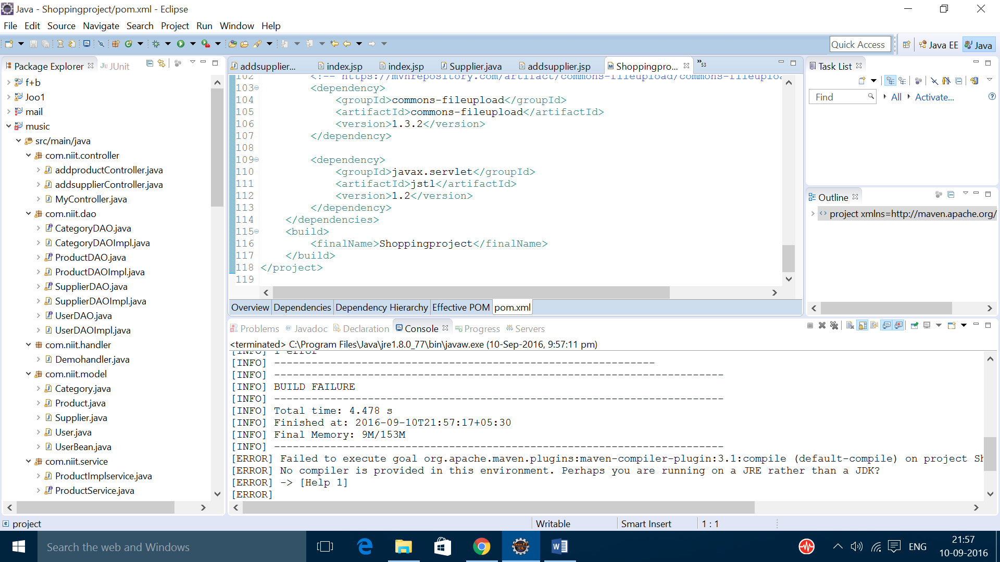 Java - Shoppingproject/pom.xml - Eclipse
File Edit Source Navigate Search Project Run Window Help
Quick Access
Java EE
Java
Package Explorer
JUnit
f+b
Joo1
mail
music
src/main/java
com.niit.controller
addproductController.java
addsupplierController.java
MyController.java
com.niit.dao
CategoryDAO.java
CategoryDAOImpl.java
ProductDAO.java
ProductDAOImpl.java
SupplierDAO.java
SupplierDAOImpl.java
UserDAO.java
UserDAOImpl.java
com.niit.handler
Demohandler.java
com.niit.model
Category.java
Product.java
Supplier.java
User.java
UserBean.java
com.niit.service
ProductImplservice.java
ProductService.java
addsupplier... index.jsp index.jsp Supplier.java addsupplier.jsp Shoppingpro... 53
102 <!-- https://mvnrepository.com/artifact/commons-fileupload/commons-fileuploa
103 <dependency>
104 <groupId>commons-fileupload</groupId>
105 <artifactId>commons-fileupload</artifactId>
106 <version>1.3.2</version>
107 </dependency>
108
109 <dependency>
110 <groupId>javax.servlet</groupId>
111 <artifactId>jstl</artifactId>
112 <version>1.2</version>
113 </dependency>
114 </dependencies>
115 <build>
116 <finalName>Shoppingproject</finalName>
117 </build>
118 </project>
119
Overview Dependencies Dependency Hierarchy Effective POM pom.xml
Task List
Find All Activate...
Outline
project xmlns=http://maven.apache.org/
Problems Javadoc Declaration Console Progress Servers
<terminated> C:\Program Files\Java\jre1.8.0_77\bin\javaw.exe (10-Sep-2016, 9:57:11 pm)
[INFO] 1 error
[INFO] -------------------------------------------------------------
[INFO] ------------------------------------------------------------------------
[INFO] BUILD FAILURE
[INFO] ------------------------------------------------------------------------
[INFO] Total time: 4.478 s
[INFO] Finished at: 2016-09-10T21:57:17+05:30
[INFO] Final Memory: 9M/153M
[INFO] ------------------------------------------------------------------------
[ERROR] Failed to execute goal org.apache.maven.plugins:maven-compiler-plugin:3.1:compile (default-compile) on project Sh
[ERROR] No compiler is provided in this environment. Perhaps you are running on a JRE rather than a JDK?
[ERROR] -> [Help 1]
[ERROR]
project
Writable Smart Insert 1 : 1
Search the web and Windows
ENG
21:57
10-09-2016